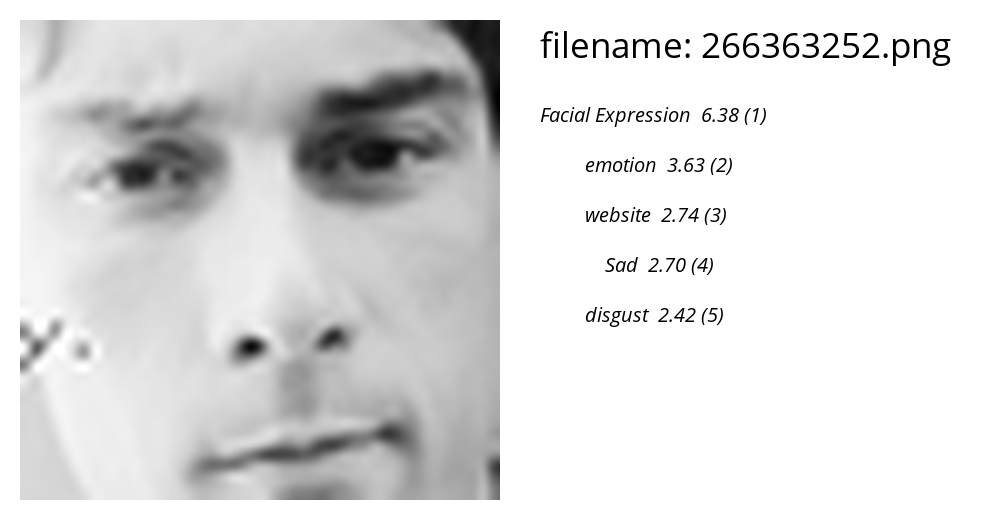 filename: 266363252.png
Facial Expression 6.38 (1)
emotion 3.63 (2)
website 2.74 (3)
Sad 2.70 (4)
disgust 2.42 (5)
y.